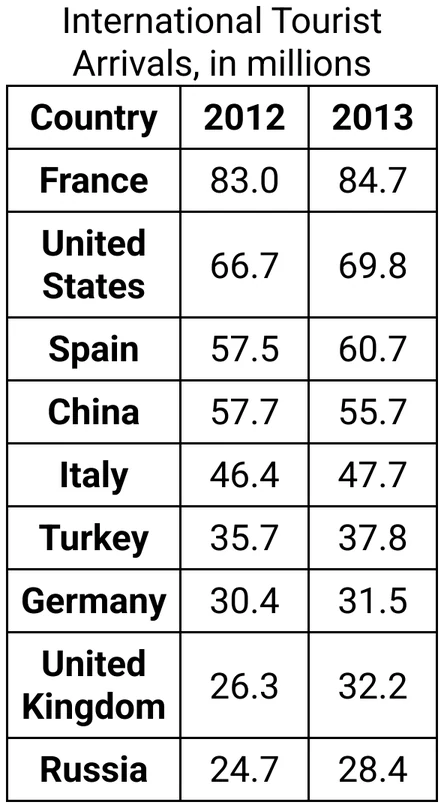 International Tourist
Arrivals, in millions
Country 2012 2013
France 83.0 84.7
United
States 66.7 69.8
Spain 57.5 60.7
China 57.7 55.7
Italy 46.4 47.7
Turkey 35.7 37.8
Germany 30.4 31.5
United
Kingdom 26.3 32.2
Russia 24.7 28.4